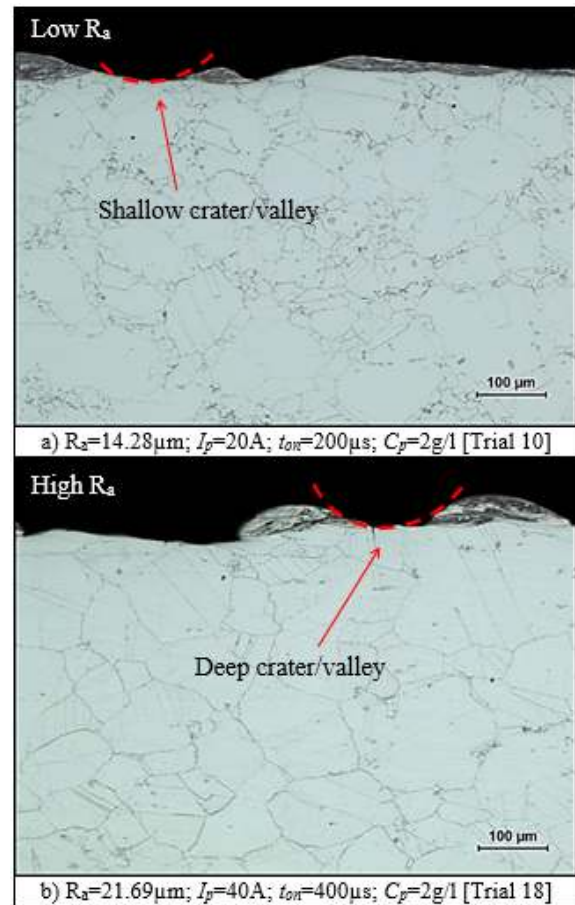 Low Rₐ
Shallow crater/valley
100 µm
a) Rₐ=14.28µm; Iₚ=20A; tₒₙ=200µs; Cₚ=2g/l [Trial 10]
High Rₐ
Deep crater/valley
100 µm
b) Rₐ=21.69µm; Iₚ=40A; tₒₙ=400µs; Cₚ=2g/l [Trial 18]